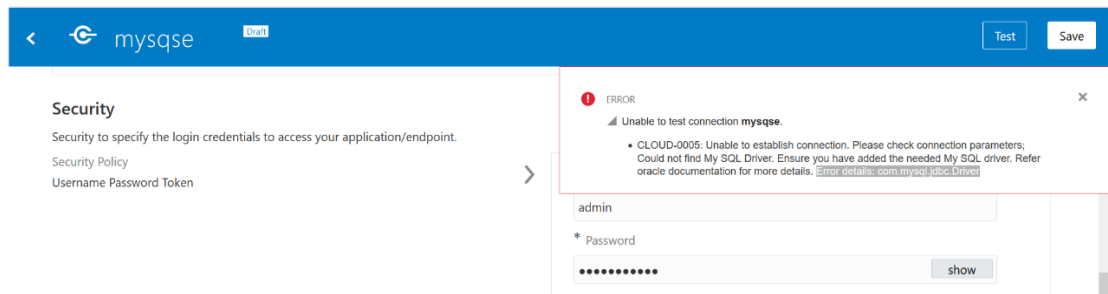 mysqse
Draft
Test
Save
Security
Security to specify the login credentials to access your application/endpoint.
Security Policy
Username Password Token
ERROR
Unable to test connection mysqse.
• CLOUD-0005: Unable to establish connection. Please check connection parameters;
Could not find My SQL Driver. Ensure you have added the needed My SQL driver. Refer
oracle documentation for more details. Error details: com.mysql.jdbc.Driver
admin
* Password
show